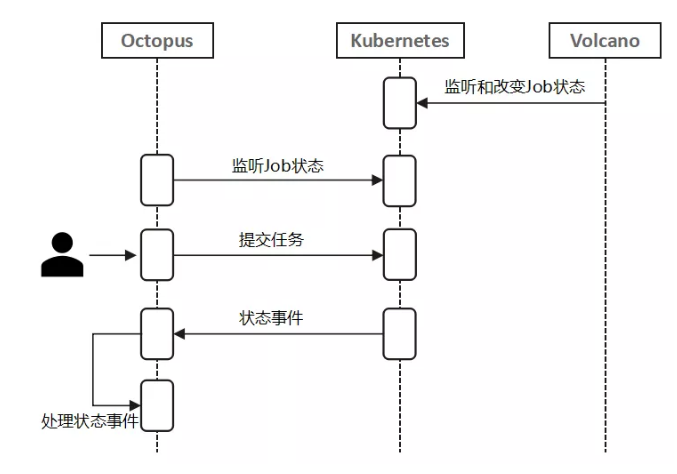 Octopus
Kubernetes
Volcano
监听和改变Job状态
监听Job状态
提交任务
状态事件
处理状态事件